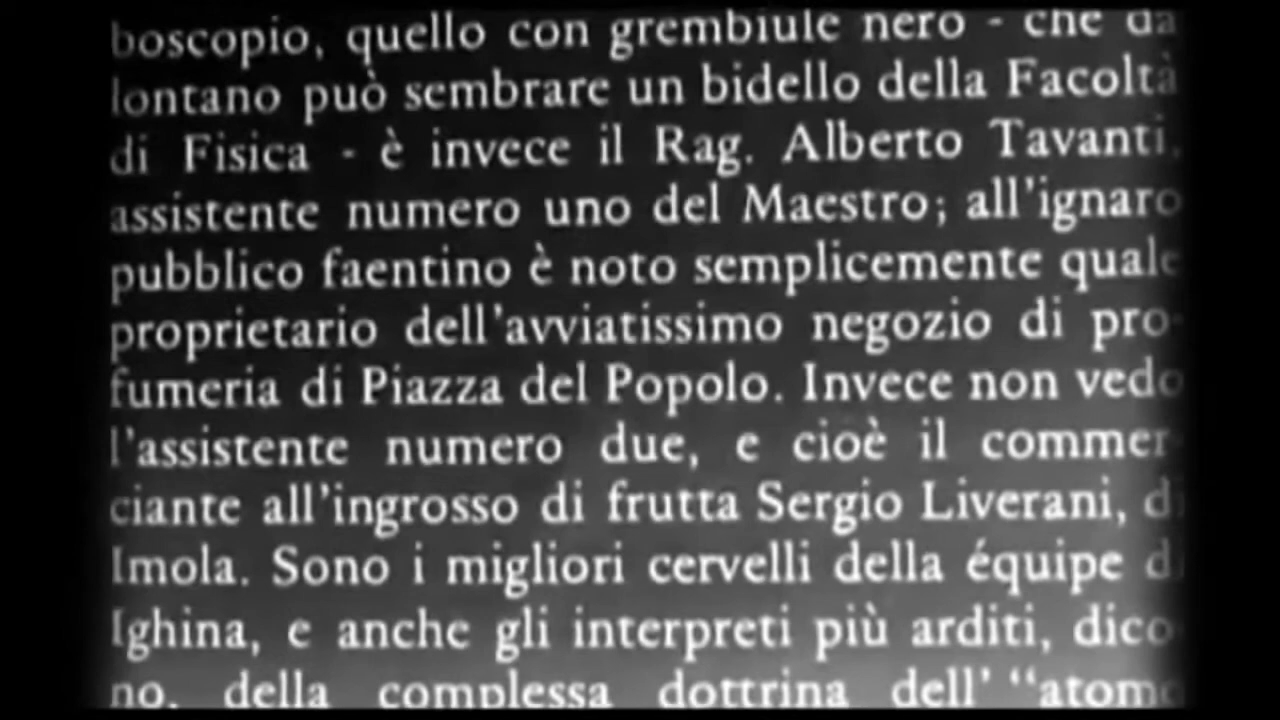 boscopio, quello con grembiule nero - che da
lontano può sembrare un bidello della Facoltà
di Fisica - è invece il Rag. Alberto Tavanti,
assistente numero uno del Maestro; all'ignaro
pubblico faentino è noto semplicemente quale
proprietario dell'avviatissimo negozio di pro-
fumeria di Piazza del Popolo. Invece non vedo
l'assistente numero due, e cioè il commer-
ciante all'ingrosso di frutta Sergio Liverani, di
Imola. Sono i migliori cervelli della équipe di
Ighina, e anche gli interpreti più arditi, dico-
no, della complessa dottrina dell' "atomo